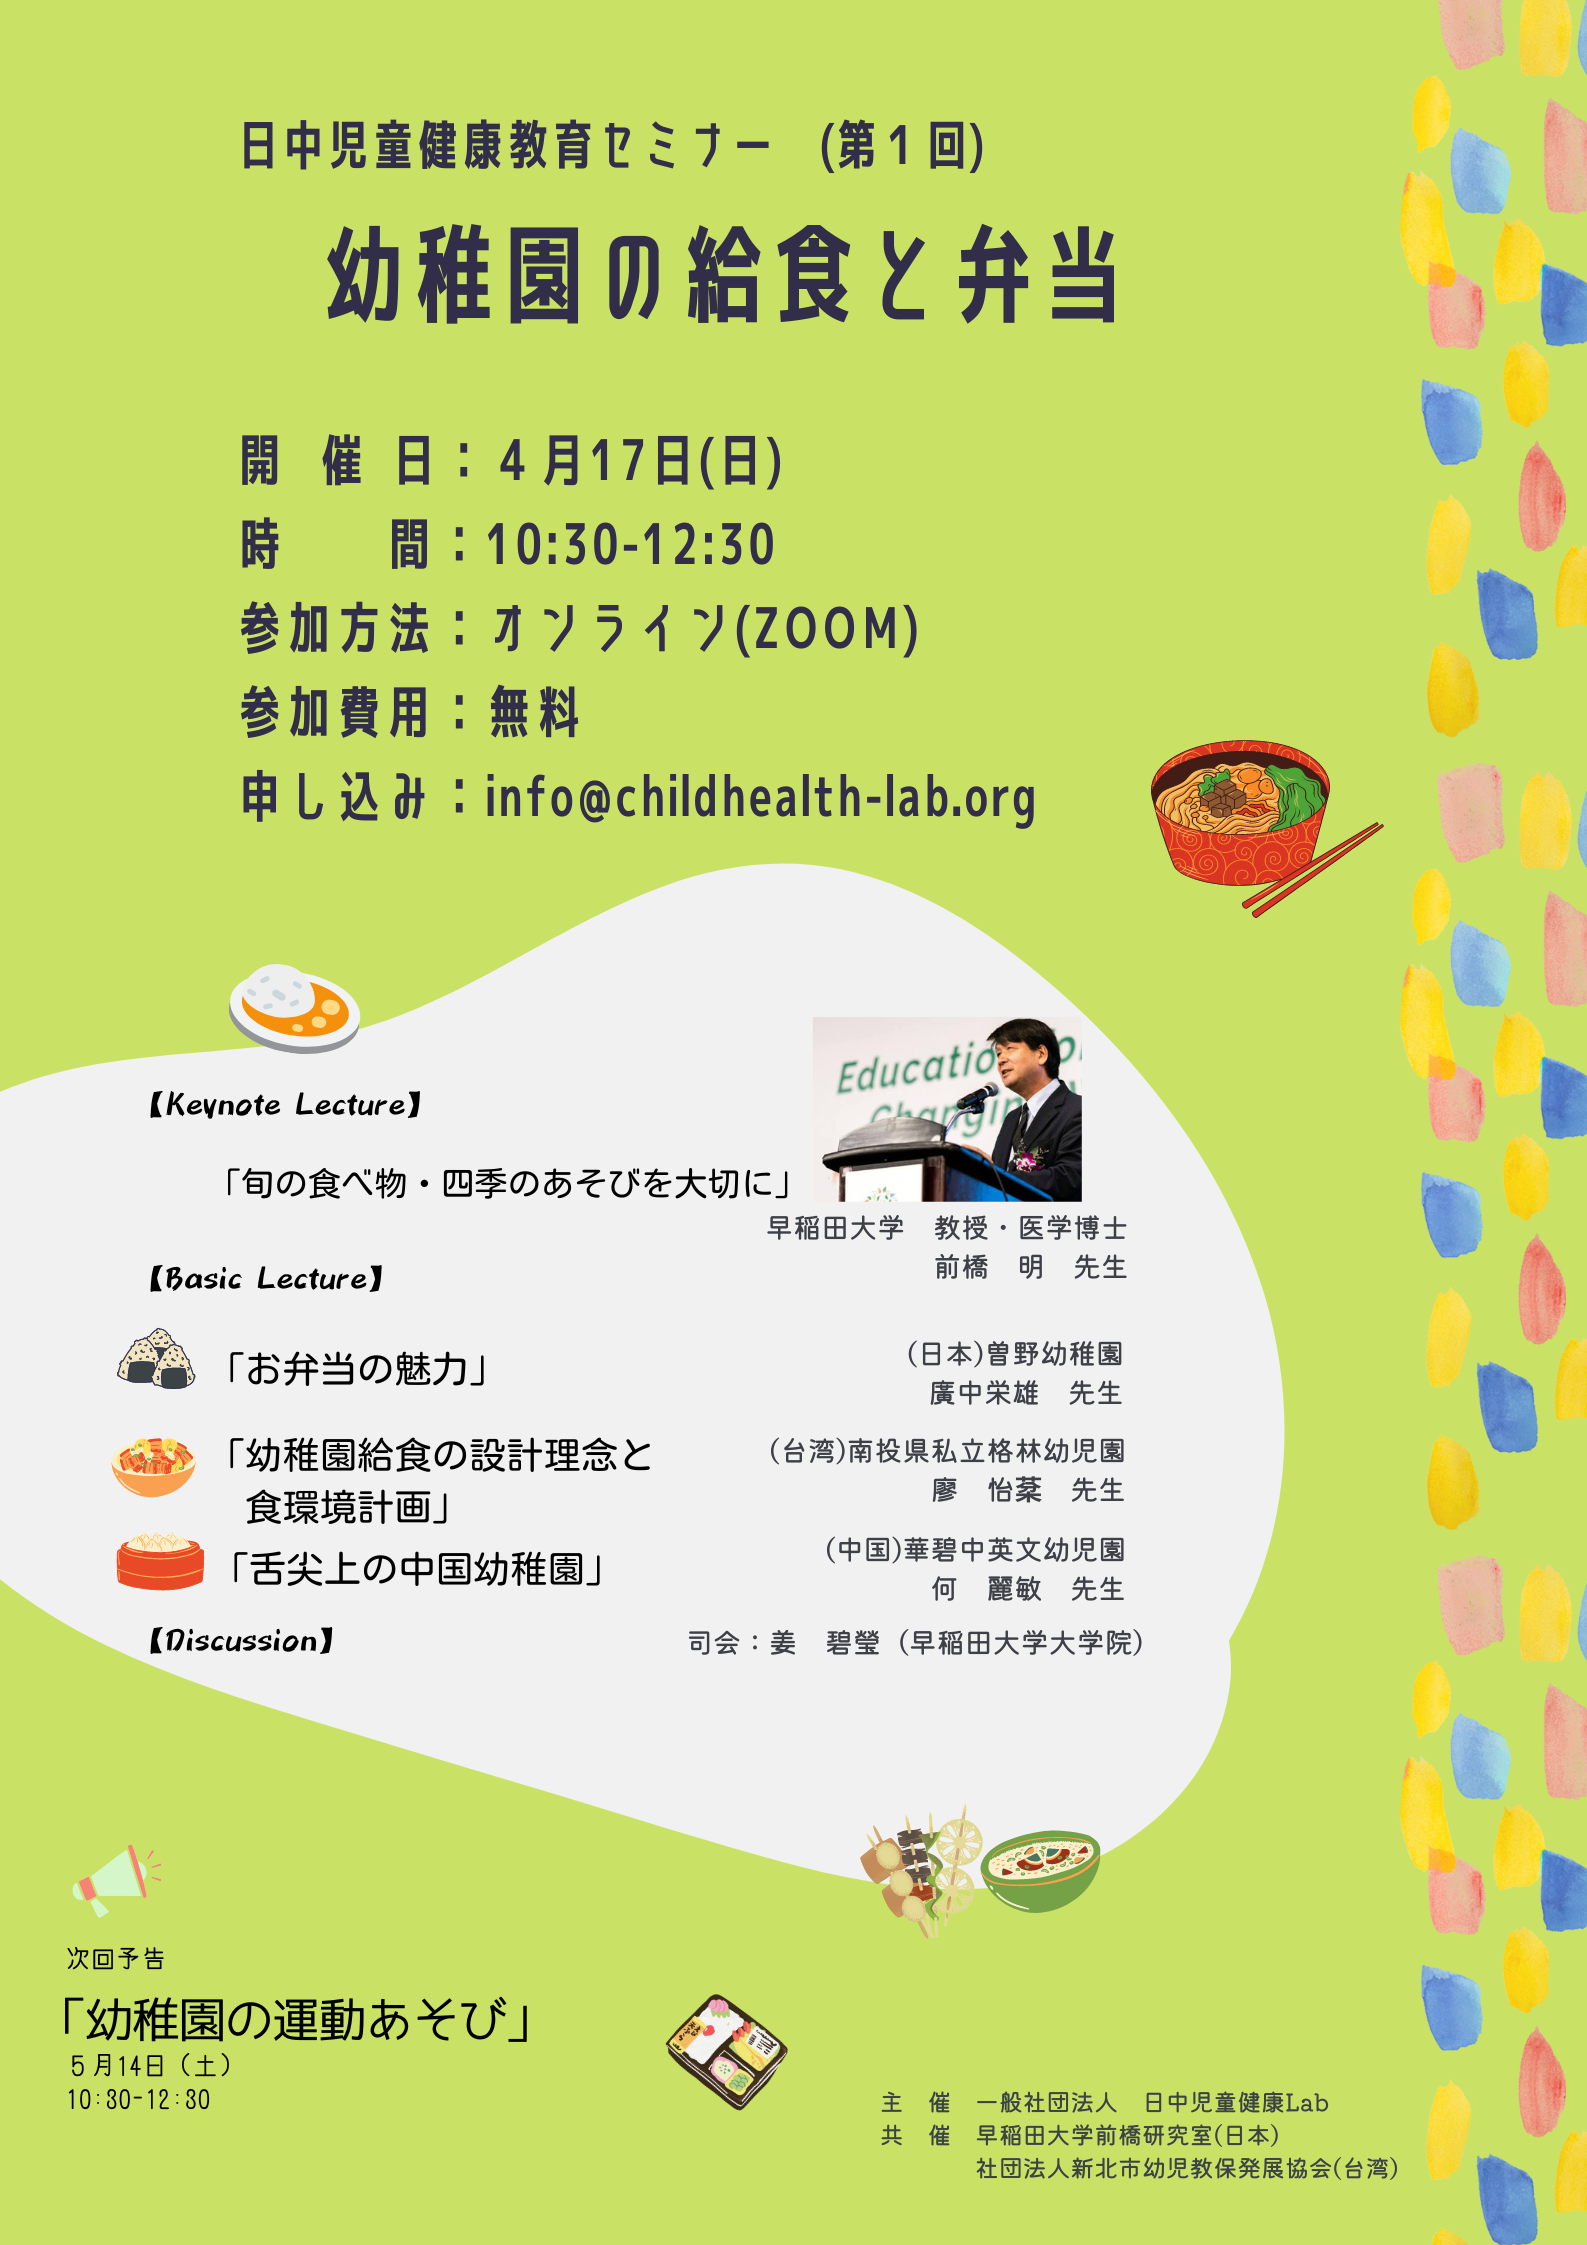 日中児童健康教育セミナー　(第１回)
幼稚園の給食と弁当
開　催　日：４月17日(日)
時　　　間：10:30-12:30
参加方法：オンライン(ZOOM)
参加費用：無料
申し込み：info@childhealth-lab.org
Education
Changin
【Keynote Lecture】
「旬の食べ物・四季のあそびを大切に」
早稲田大学　教授・医学博士
前橋　明　先生
【Basic Lecture】
「お弁当の魅力」
(日本)曽野幼稚園
廣中栄雄　先生
「幼稚園給食の設計理念と
食環境計画」
(台湾)南投県私立格林幼児園
廖　怡棻　先生
「舌尖上の中国幼稚園」
(中国)華碧中英文幼児園
何　麗敏　先生
【Discussion】
司会：姜　碧瑩（早稲田大学大学院）
次回予告
「幼稚園の運動あそび」
５月14日（土）
10:30-12:30
主　催　一般社団法人　日中児童健康Lab
共　催　早稲田大学前橋研究室(日本)
社団法人新北市幼児教保発展協会(台湾)